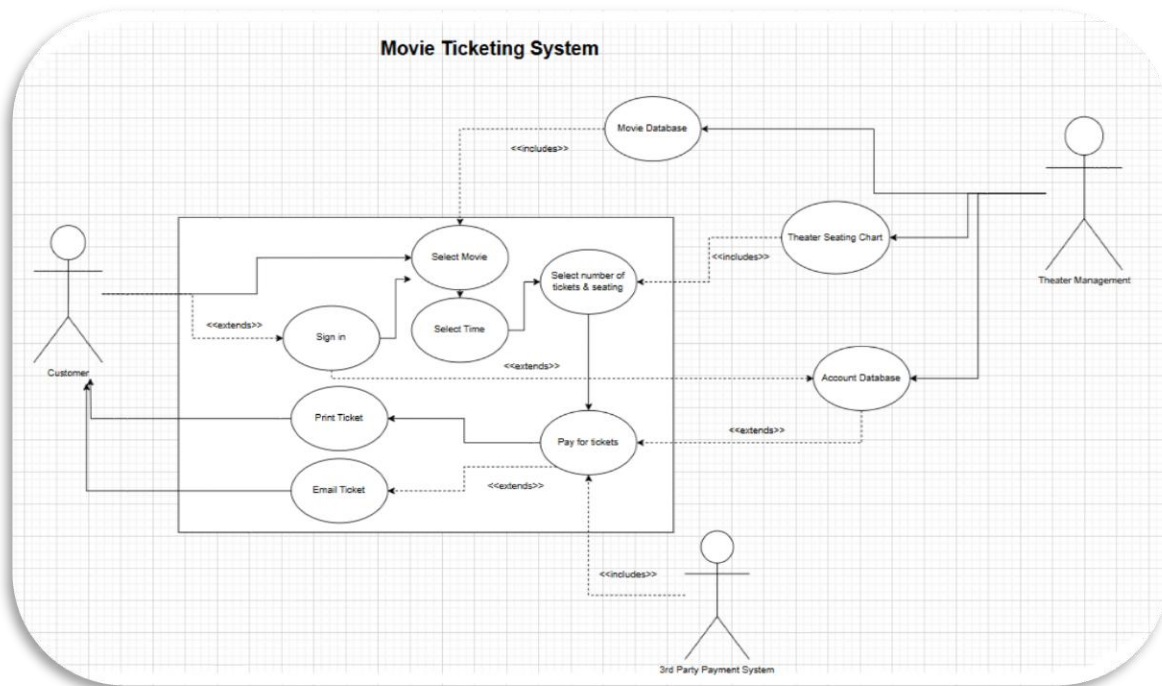 Movie Ticketing System
Movie Database
<<includes>>
Theater Seating Chart
<<includes>>
Theater Management
Select Movie
Select number of
tickets & seating
Select Time
<<extends>>
Sign in
Customer
<<extends>>
Account Database
Print Ticket
Pay for tickets
<<extends>>
Email Ticket
<<extends>>
<<includes>>
3rd Party Payment System